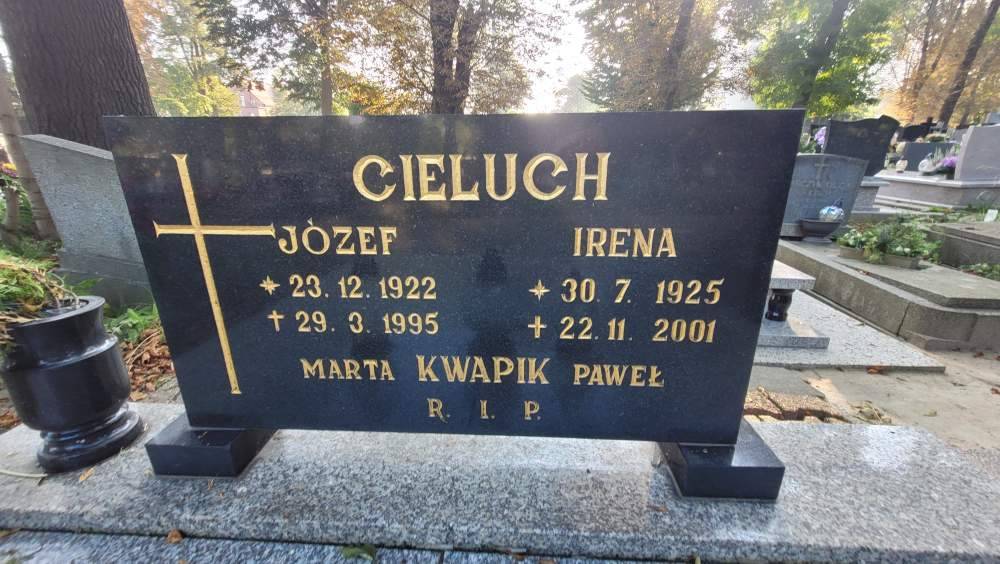 CIELUCH
JÓZEF IRENA
* 23. 12. 1922 * 30. 7. 1925
† 29. 3. 1995 † 22. 11. 2001
MARTA KWAPIK PAWEŁ
R. I. P.